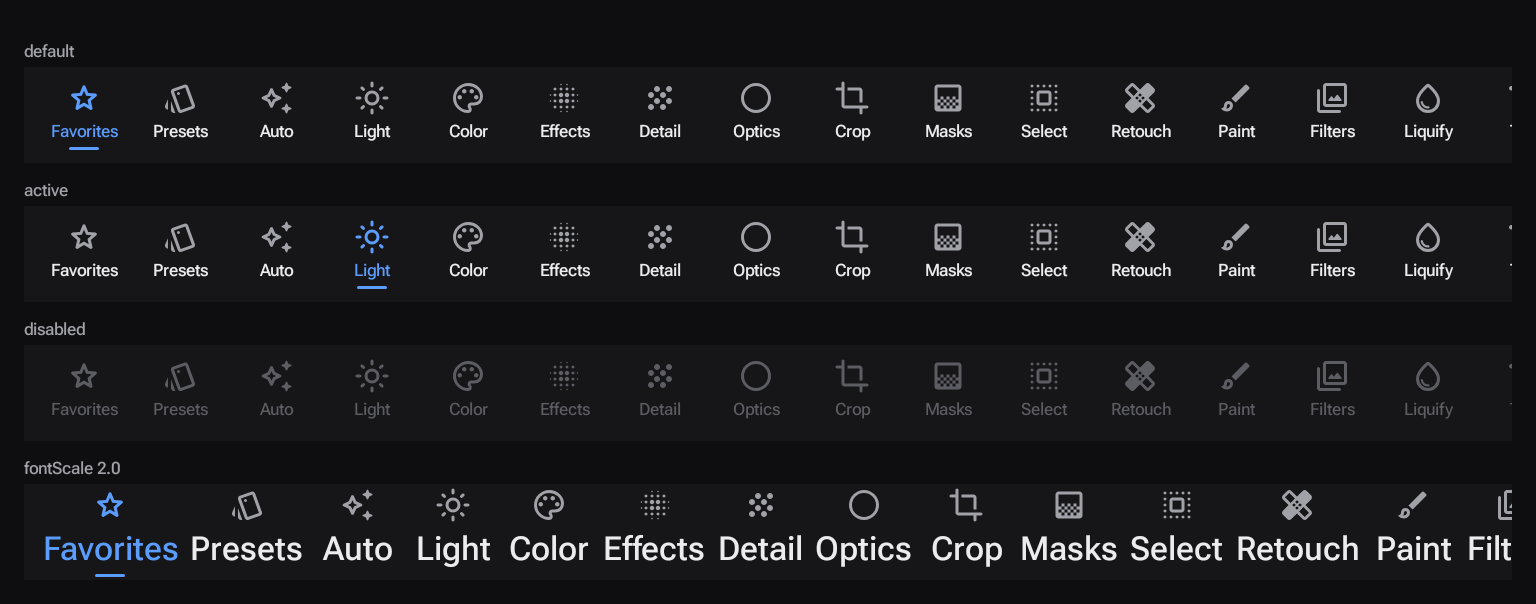 default
Favorites Presets Auto Light Color Effects Detail Optics Crop Masks Select Retouch Paint Filters Liquify
active
Favorites Presets Auto Light Color Effects Detail Optics Crop Masks Select Retouch Paint Filters Liquify
disabled
Favorites Presets Auto Light Color Effects Detail Optics Crop Masks Select Retouch Paint Filters Liquify
fontScale 2.0
Favorites Presets Auto Light Color Effects Detail Optics Crop Masks Select Retouch Paint Filt